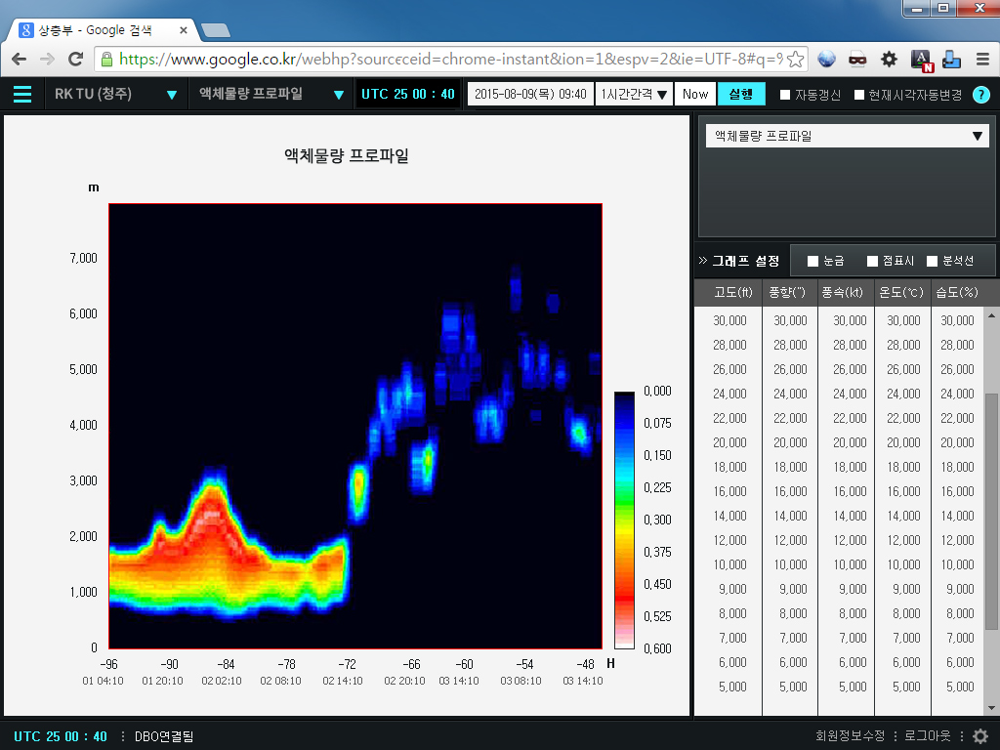 상층부 - Google 검색
https://www.google.co.kr/webhp?sourceceid=chrome-instant&ion=1&espv=2&ie=UTF-8#q=%
RK TU (청주) 액체물량 프로파일 UTC 25 00 : 40 2015-08-09(목) 09:40 1시간간격 Now 실행 자동갱신 현재시각자동변경 ?
액체물량 프로파일
m
7,000
6,000
5,000
4,000
3,000
2,000
1,000
0
-96 -90 -84 -78 -72 -66 -60 -54 -48 H
01 04:10 01 20:10 02 02:10 02 08:10 02 14:10 02 20:10 03 14:10 03 08:10 03 14:10
0,000
0,075
0,150
0,225
0,300
0,375
0,450
0,525
0,600
액체물량 프로파일
» 그래프 설정 눈금 점표시 분석선
고도(ft) 풍향(°) 풍속(kt) 온도(℃) 습도(%)
30,000 30,000 30,000 30,000 30,000
28,000 28,000 28,000 28,000 28,000
26,000 26,000 26,000 26,000 26,000
24,000 24,000 24,000 24,000 24,000
22,000 22,000 22,000 22,000 22,000
20,000 20,000 20,000 20,000 20,000
18,000 18,000 18,000 18,000 18,000
16,000 16,000 16,000 16,000 16,000
14,000 14,000 14,000 14,000 14,000
12,000 12,000 12,000 12,000 12,000
10,000 10,000 10,000 10,000 10,000
9,000 9,000 9,000 9,000 9,000
8,000 8,000 8,000 8,000 8,000
7,000 7,000 7,000 7,000 7,000
6,000 6,000 6,000 6,000 6,000
5,000 5,000 5,000 5,000 5,000
UTC 25 00 : 40 : DB0연결됨 회원정보수정 : 로그아웃 :